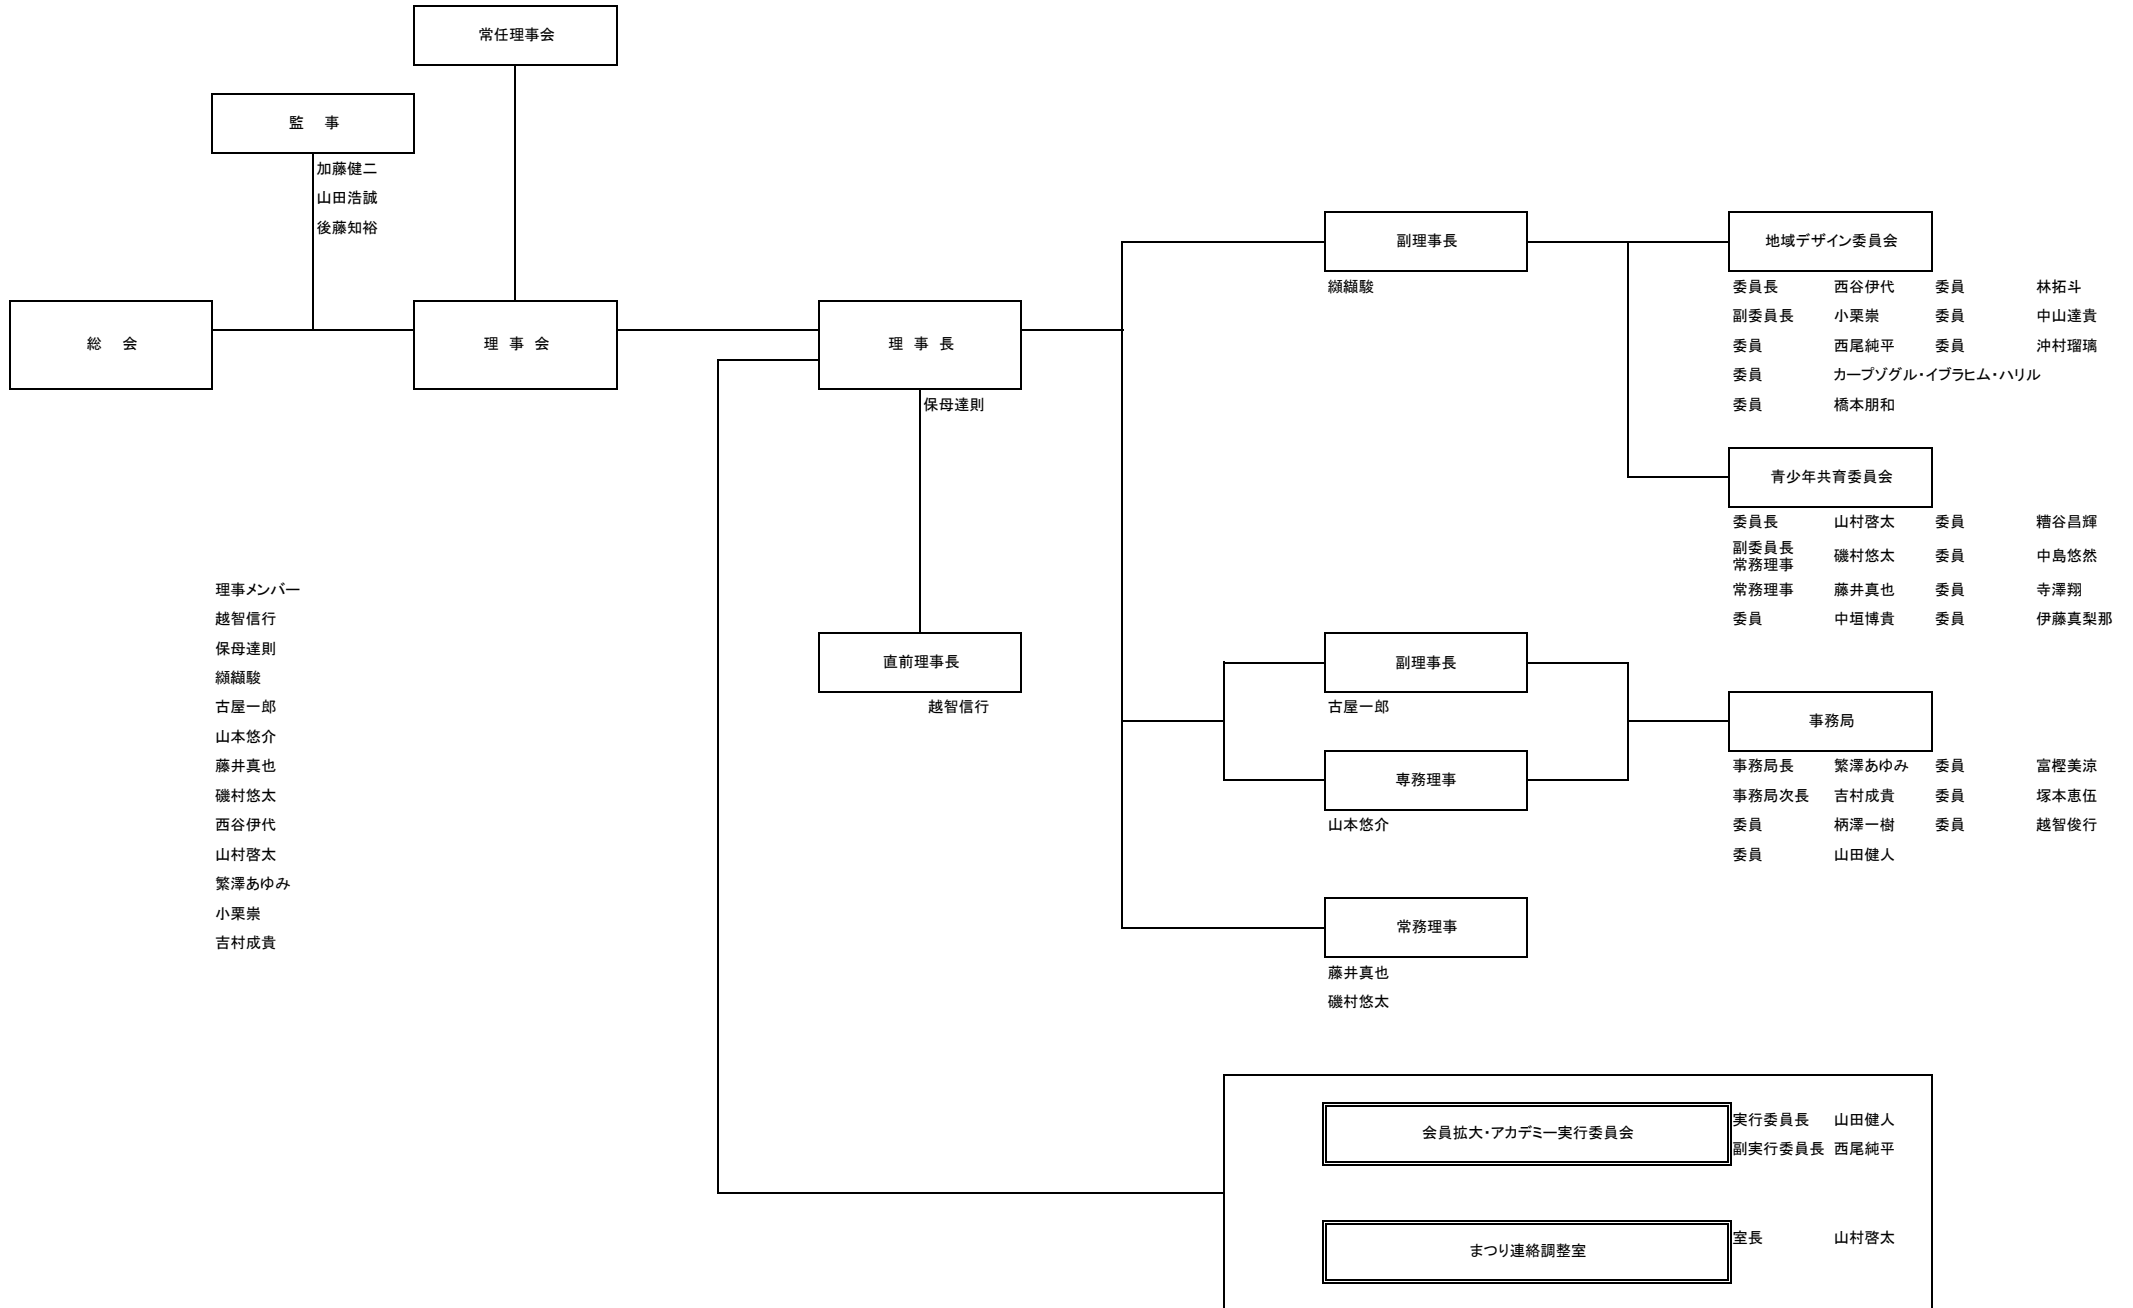 常任理事会
監 事
加藤健二
山田浩誠
後藤知裕
総 会
理 事 会
理 事 長
保母達則
直前理事長
越智信行
理事メンバー
越智信行
保母達則
纐纈駿
古屋一郎
山本悠介
藤井真也
磯村悠太
西谷伊代
山村啓太
繁澤あゆみ
小栗崇
吉村成貴
副理事長
纐纈駿
地域デザイン委員会
委員長 西谷伊代 委員 林拓斗
副委員長 小栗崇 委員 中山達貴
委員 西尾純平 委員 沖村瑠璃
委員 カープゾグル・イブラヒム・ハリル
委員 橋本朋和
青少年共育委員会
委員長 山村啓太 委員 糟谷昌輝
副委員長
常務理事 磯村悠太 委員 中島悠然
常務理事 藤井真也 委員 寺澤翔
委員 中垣博貴 委員 伊藤真梨那
副理事長
古屋一郎
専務理事
山本悠介
事務局
事務局長 繁澤あゆみ 委員 富樫美涼
事務局次長 吉村成貴 委員 塚本恵伍
委員 柄澤一樹 委員 越智俊行
委員 山田健人
常務理事
藤井真也
磯村悠太
会員拡大・アカデミー実行委員会
実行委員長 山田健人
副実行委員長 西尾純平
まつり連絡調整室
室長 山村啓太